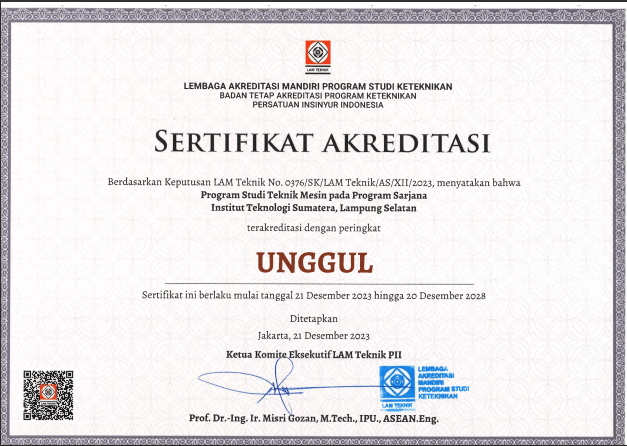 LAM TEKNIK
LEMBAGA AKREDITASI MANDIRI PROGRAM STUDI KETEKNIKAN
BADAN TETAP AKREDITASI PROGRAM KETEKNIKAN
PERSATUAN INSINYUR INDONESIA
SERTIFIKAT AKREDITASI
Berdasarkan Keputusan LAM Teknik No. 0376/SK/LAM Teknik/AS/XII/2023, menyatakan bahwa
Program Studi Teknik Mesin pada Program Sarjana
Institut Teknologi Sumatera, Lampung Selatan
terakreditasi dengan peringkat
UNGGUL
Sertifikat ini berlaku mulai tanggal 21 Desember 2023 hingga 20 Desember 2028
Ditetapkan
Jakarta, 21 Desember 2023
Ketua Komite Eksekutif LAM Teknik PII
LEMBAGA
AKREDITASI
MANDIRI
PROGRAM STUDI
KETEKNIKAN
LAM TEKNIK
Prof. Dr.-Ing. Ir. Misri Gozan, M.Tech., IPU., ASEAN.Eng.